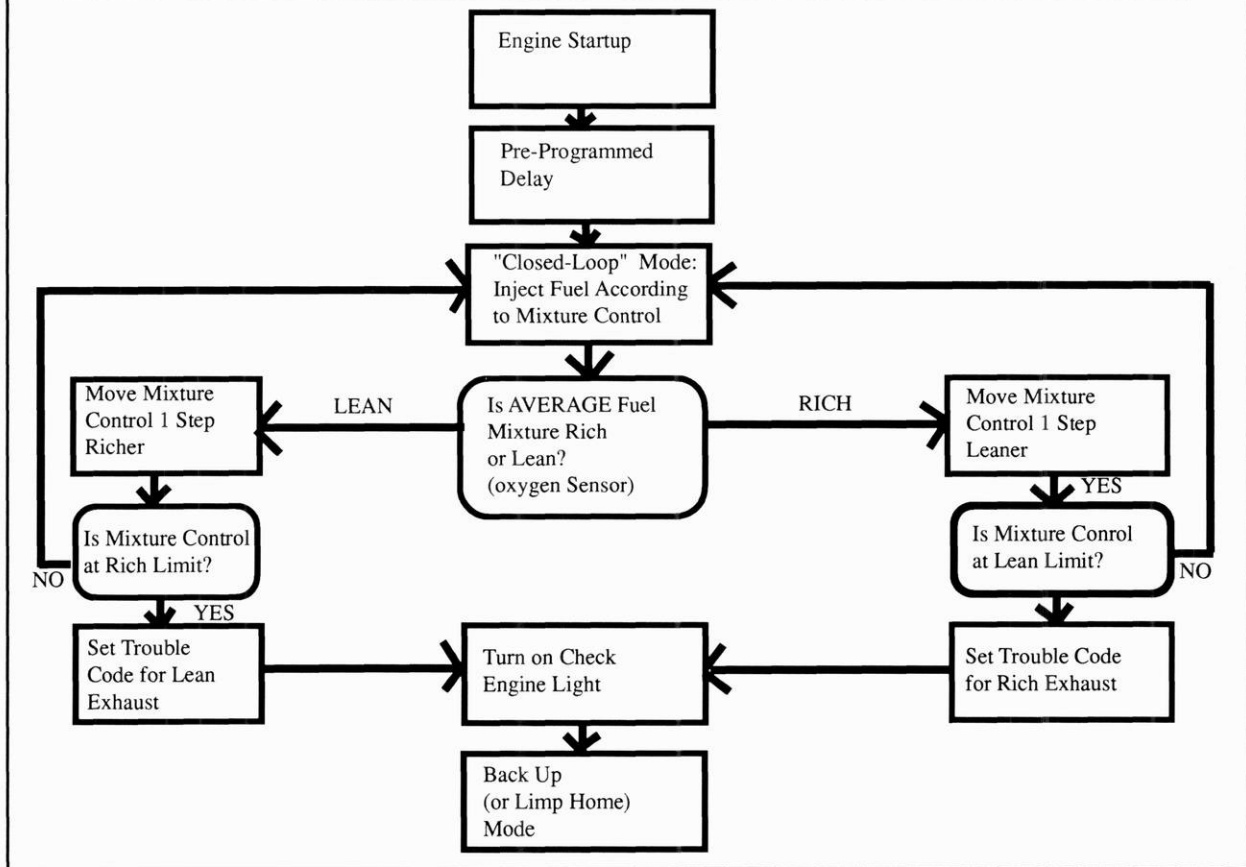 Engine Startup
Pre-Programmed
Delay
"Closed-Loop" Mode:
Inject Fuel According
to Mixture Control
Is AVERAGE Fuel
Mixture Rich
or Lean?
(oxygen Sensor)
LEAN
Move Mixture
Control 1 Step
Richer
Is Mixture Control
at Rich Limit?
NO
YES
Set Trouble
Code for Lean
Exhaust
RICH
Move Mixture
Control 1 Step
Leaner
YES
Is Mixture Conrol
at Lean Limit?
NO
Set Trouble Code
for Rich Exhaust
Turn on Check
Engine Light
Back Up
(or Limp Home)
Mode